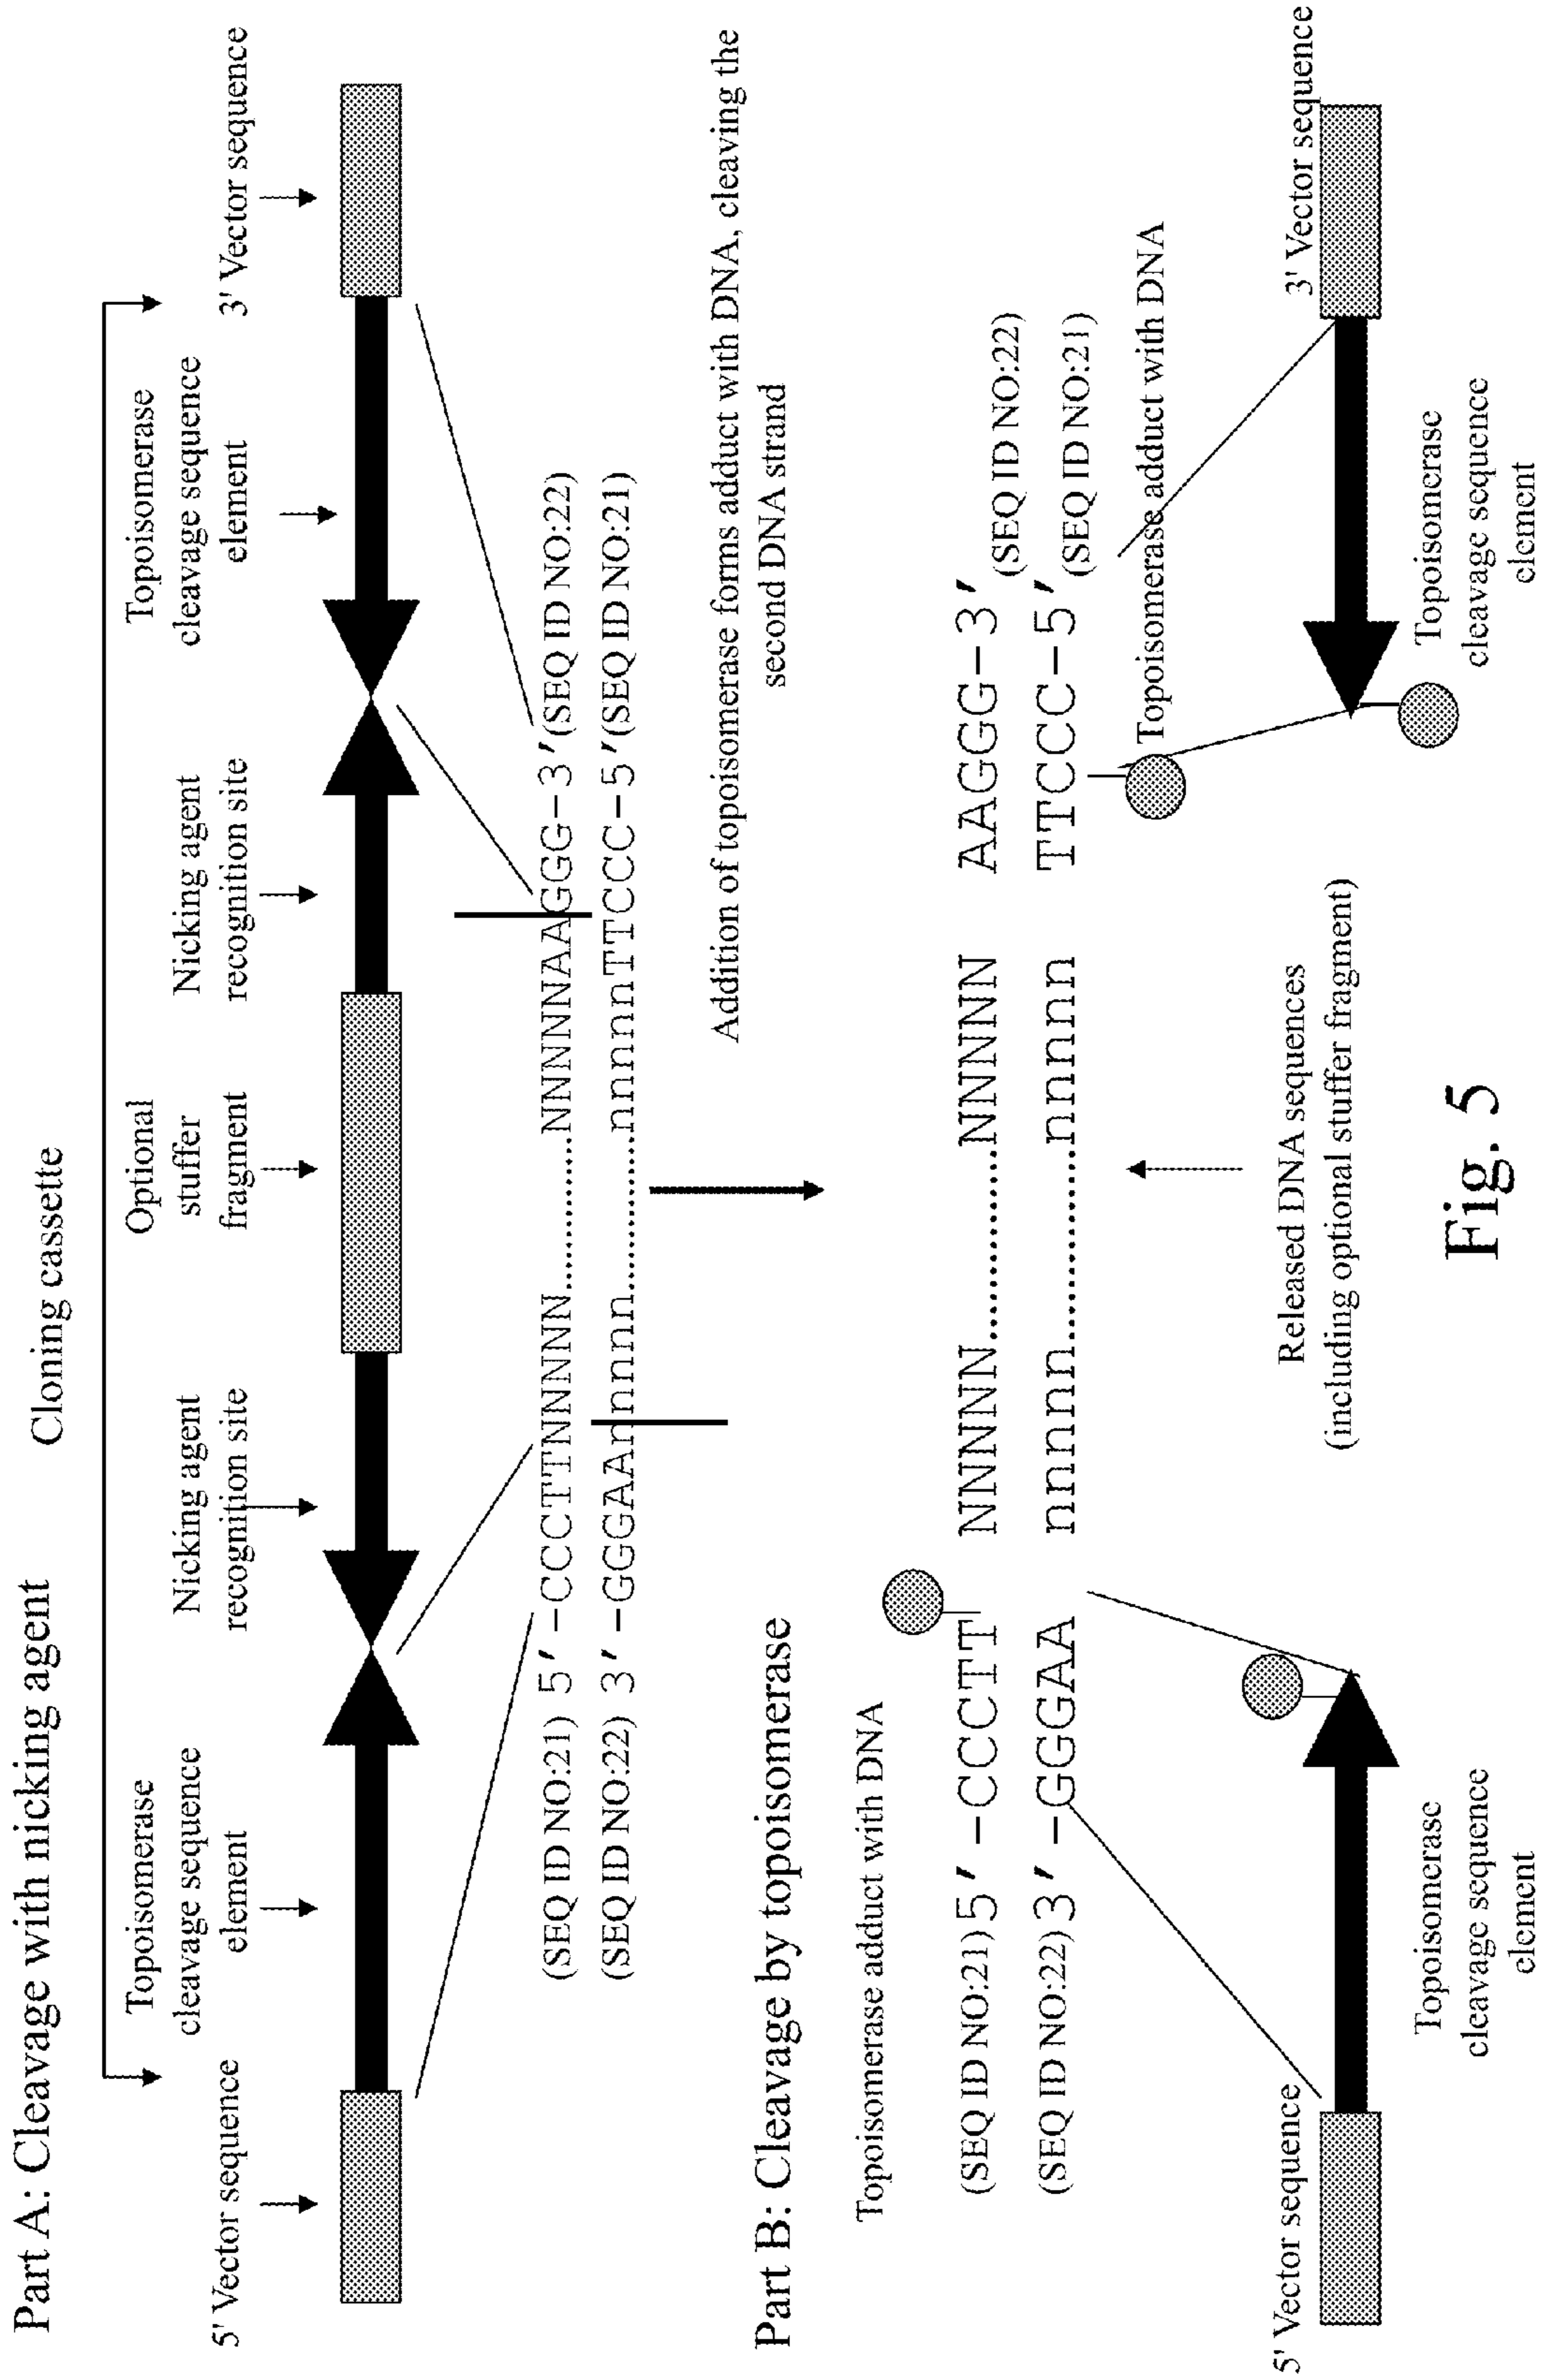 Part A: Cleavage with nicking agent
Cloning cassette
5' Vector sequence
Topoisomerase
cleavage sequence
element
Nicking agent
recognition site
Optional
stuffer
fragment
Nicking agent
recognition site
Topoisomerase
cleavage sequence
element
3' Vector sequence
(SEQ ID NO:21) 5'-CCCTTNNNNN............NNNNNAAGGG-3'(SEQ ID NO:22)
(SEQ ID NO:22) 3'-GGGAAnnnnn............nnnnnnTTCCC-5'(SEQ ID NO:21)
Addition of topoisomerase forms adduct with DNA, cleaving the
second DNA strand
Part B: Cleavage by topoisomerase
Topoisomerase adduct with DNA
(SEQ ID NO:21) 5'-CCCTT NNNNN............NNNNN AAGGG-3' (SEQ ID NO:22)
(SEQ ID NO:22) 3'-GGGAA nnnnn............nnnnn TTCCC-5' (SEQ ID NO:21)
Topoisomerase adduct with DNA
5' Vector sequence
Topoisomerase
cleavage sequence
element
Released DNA sequences
(including optional stuffer fragment)
3' Vector sequence
Topoisomerase
cleavage sequence
element
Fig. 5